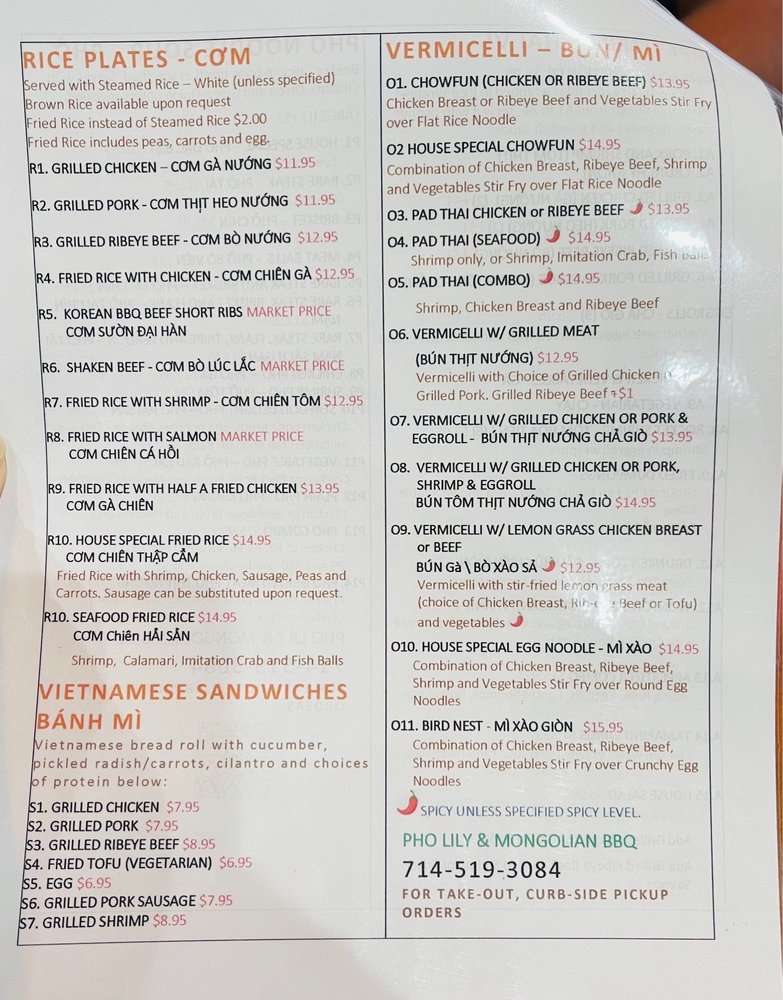 RICE PLATES - CƠM
Served with Steamed Rice – White (unless specified)
Brown Rice available upon request
Fried Rice instead of Steamed Rice $2.00
Fried Rice includes peas, carrots and egg.
R1. GRILLED CHICKEN – CƠM GÀ NƯỚNG $11.95
R2. GRILLED PORK - CƠM THỊT HEO NƯỚNG $11.95
R3. GRILLED RIBEYE BEEF - CƠM BÒ NƯỚNG $12.95
R4. FRIED RICE WITH CHICKEN - CƠM CHIÊN GÀ $12.95
R5. KOREAN BBQ BEEF SHORT RIBS MARKET PRICE
CƠM SƯỜN ĐẠI HÀN
R6. SHAKEN BEEF - CƠM BÒ LÚC LẮC MARKET PRICE
R7. FRIED RICE WITH SHRIMP - CƠM CHIÊN TÔM $12.95
R8. FRIED RICE WITH SALMON MARKET PRICE
CƠM CHIÊN CÁ HỒI
R9. FRIED RICE WITH HALF A FRIED CHICKEN $13.95
CƠM GÀ CHIÊN
R10. HOUSE SPECIAL FRIED RICE $14.95
CƠM CHIÊN THẬP CẨM
Fried Rice with Shrimp, Chicken, Sausage, Peas and
Carrots. Sausage can be substituted upon request.
R10. SEAFOOD FRIED RICE $14.95
CƠM Chiên HẢI SẢN
Shrimp, Calamari, Imitation Crab and Fish Balls
VIETNAMESE SANDWICHES
BÁNH MÌ
Vietnamese bread roll with cucumber,
pickled radish/carrots, cilantro and choices
of protein below:
S1. GRILLED CHICKEN $7.95
S2. GRILLED PORK $7.95
S3. GRILLED RIBEYE BEEF $8.95
S4. FRIED TOFU (VEGETARIAN) $6.95
S5. EGG $6.95
S6. GRILLED PORK SAUSAGE $7.95
S7. GRILLED SHRIMP $8.95
VERMICELLI – BÚN/ MÌ
O1. CHOWFUN (CHICKEN OR RIBEYE BEEF) $13.95
Chicken Breast or Ribeye Beef and Vegetables Stir Fry
over Flat Rice Noodle
O2 HOUSE SPECIAL CHOWFUN $14.95
Combination of Chicken Breast, Ribeye Beef, Shrimp
and Vegetables Stir Fry over Flat Rice Noodle
O3. PAD THAI CHICKEN or RIBEYE BEEF 🌶 $13.95
O4. PAD THAI (SEAFOOD) 🌶 $14.95
Shrimp only, or Shrimp, Imitation Crab, Fish Balls
O5. PAD THAI (COMBO) 🌶 $14.95
Shrimp, Chicken Breast and Ribeye Beef
O6. VERMICELLI W/ GRILLED MEAT
(BÚN THỊT NƯỚNG) $12.95
Vermicelli with Choice of Grilled Chicken
Grilled Pork. Grilled Ribeye Beef +$1
O7. VERMICELLI W/ GRILLED CHICKEN OR PORK &
EGGROLL - BÚN THỊT NƯỚNG CHẢ GIÒ $13.95
O8. VERMICELLI W/ GRILLED CHICKEN OR PORK,
SHRIMP & EGGROLL
BÚN TÔM THỊT NƯỚNG CHẢ GIÒ $14.95
O9. VERMICELLI W/ LEMON GRASS CHICKEN BREAST
or BEEF
BÚN Gà \ BÒ XÀO SẢ 🌶 $12.95
Vermicelli with stir-fried lemon grass meat
(choice of Chicken Breast, Rib-eye Beef or Tofu)
and vegetables 🌶
O10. HOUSE SPECIAL EGG NOODLE - MÌ XÀO $14.95
Combination of Chicken Breast, Ribeye Beef,
Shrimp and Vegetables Stir Fry over Round Egg
Noodles
O11. BIRD NEST - MÌ XÀO GIÒN $15.95
Combination of Chicken Breast, Ribeye Beef,
Shrimp and Vegetables Stir Fry over Crunchy Egg
Noodles
🌶 SPICY UNLESS SPECIFIED SPICY LEVEL.
PHO LILY & MONGOLIAN BBQ
714-519-3084
FOR TAKE-OUT, CURB-SIDE PICKUP
ORDERS